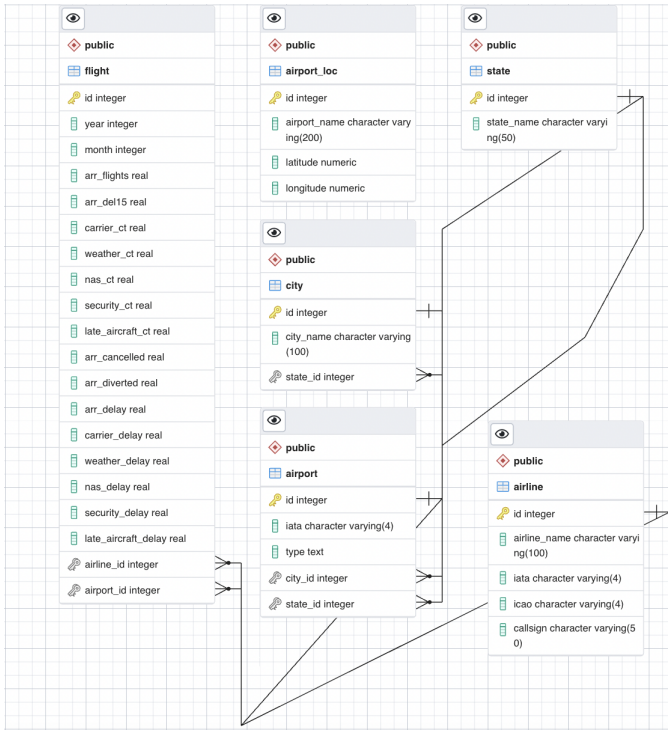 public
flight
id integer
year integer
month integer
arr_flights real
arr_del15 real
carrier_ct real
weather_ct real
nas_ct real
security_ct real
late_aircraft_ct real
arr_cancelled real
arr_diverted real
arr_delay real
carrier_delay real
weather_delay real
nas_delay real
security_delay real
late_aircraft_delay real
airline_id integer
airport_id integer
public
airport_loc
id integer
airport_name character vary
ing(200)
latitude numeric
longitude numeric
public
city
id integer
city_name character varying
(100)
state_id integer
public
airport
id integer
iata character varying(4)
type text
city_id integer
state_id integer
public
state
id integer
state_name character varyi
ng(50)
public
airline
id integer
airline_name character varyi
ng(100)
iata character varying(4)
icao character varying(4)
callsign character varying(5
0)